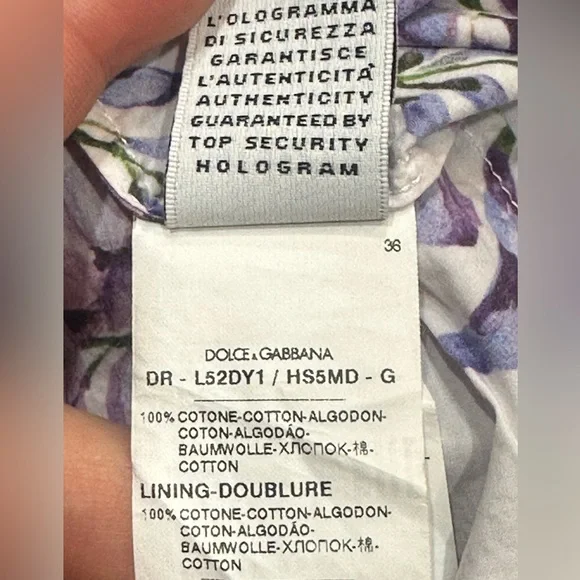 L'OLOGRAMMA
DI SICUREZZA
GARANTISCE
L'AUTENTICITÀ
AUTHENTICITY
GUARANTEED BY
TOP SECURITY
HOLOGRAM
36
DOLCE & GABBANA
DR - L52DY1 / HS5MD - G
100% COTONE-COTTON-ALGODON-
COTON-ALGODÃO-
BAUMWOLLE-ХЛОПОК-棉-
COTTON
LINING-DOUBLURE
100% COTONE-COTTON-ALGODON-
COTON-ALGODÃO-
BAUMWOLLE-ХЛОПОК-棉-
COTTON